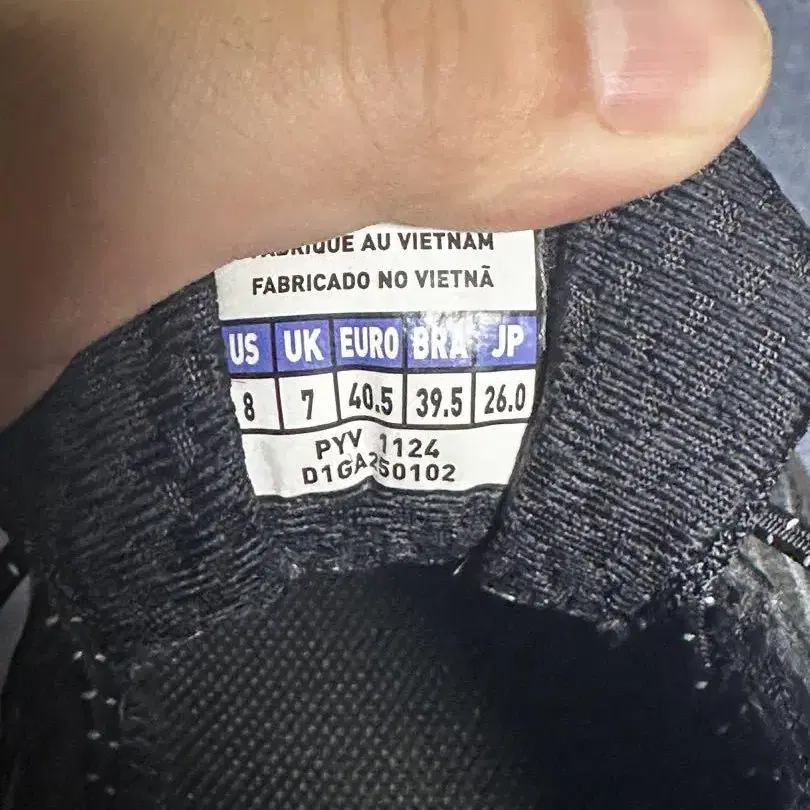 FABRIQUE AU VIETNAM
FABRICADO NO VIETNÃ
US UK EURO BRA JP
8 7 40.5 39.5 26.0
PYV 1124
D1GA250102